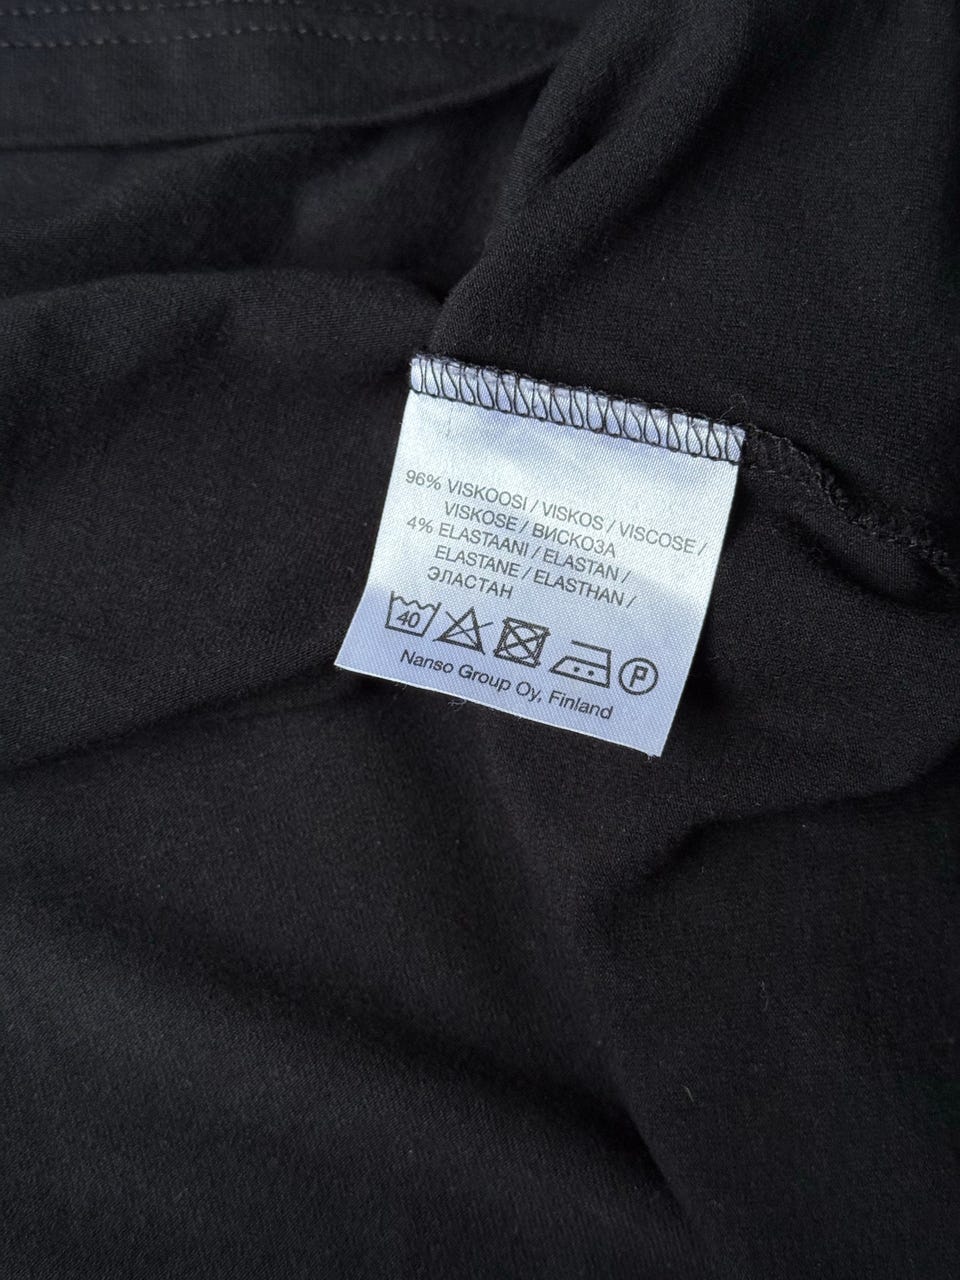 96% VISKOOSI / VISKOS / VISCOSE /
VISKOSE / ВИСКОЗА
4% ELASTAANI / ELASTAN /
ELASTANE / ELASTHAN /
ЭЛАСТАН
40 P
Nanso Group Oy, Finland